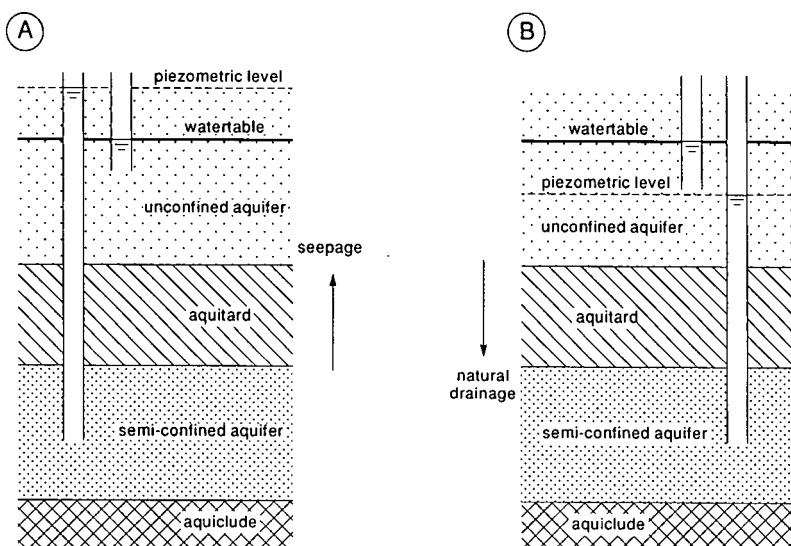 A
piezometric level
watertable
unconfined aquifer
seepage
aquitard
semi-confined aquifer
aquiclude
B
watertable
piezometric level
unconfined aquifer
aquitard
natural
drainage
semi-confined aquifer
aquiclude